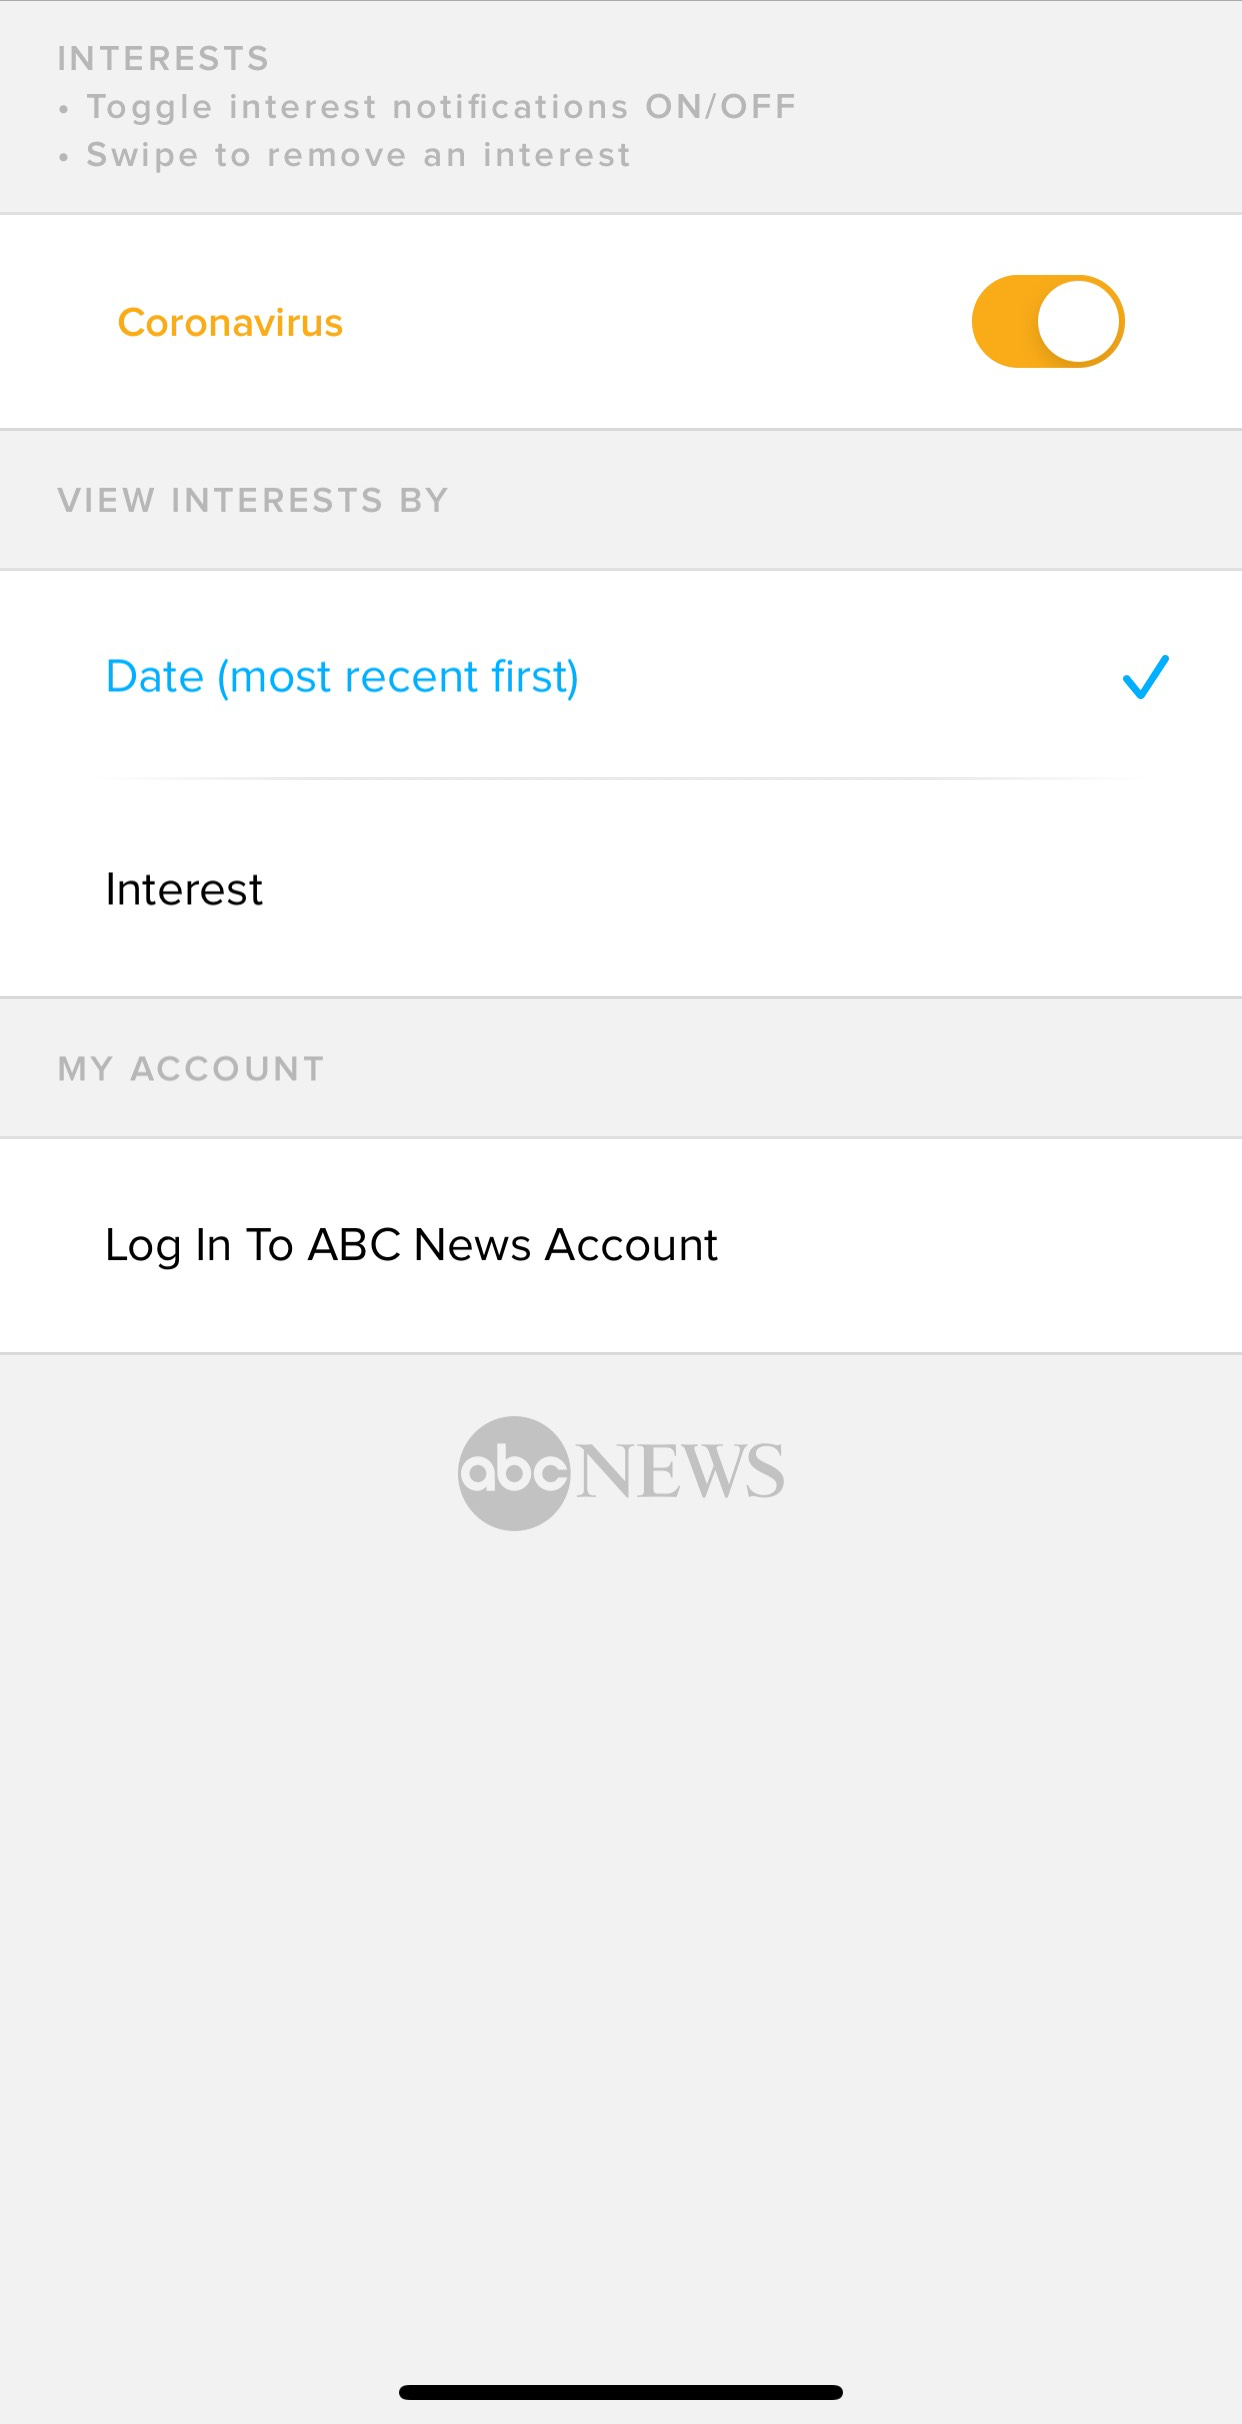 INTERESTS
• Toggle interest notifications ON/OFF
• Swipe to remove an interest
Coronavirus
VIEW INTERESTS BY
Date (most recent first)
Interest
MY ACCOUNT
Log In To ABC News Account
abc NEWS